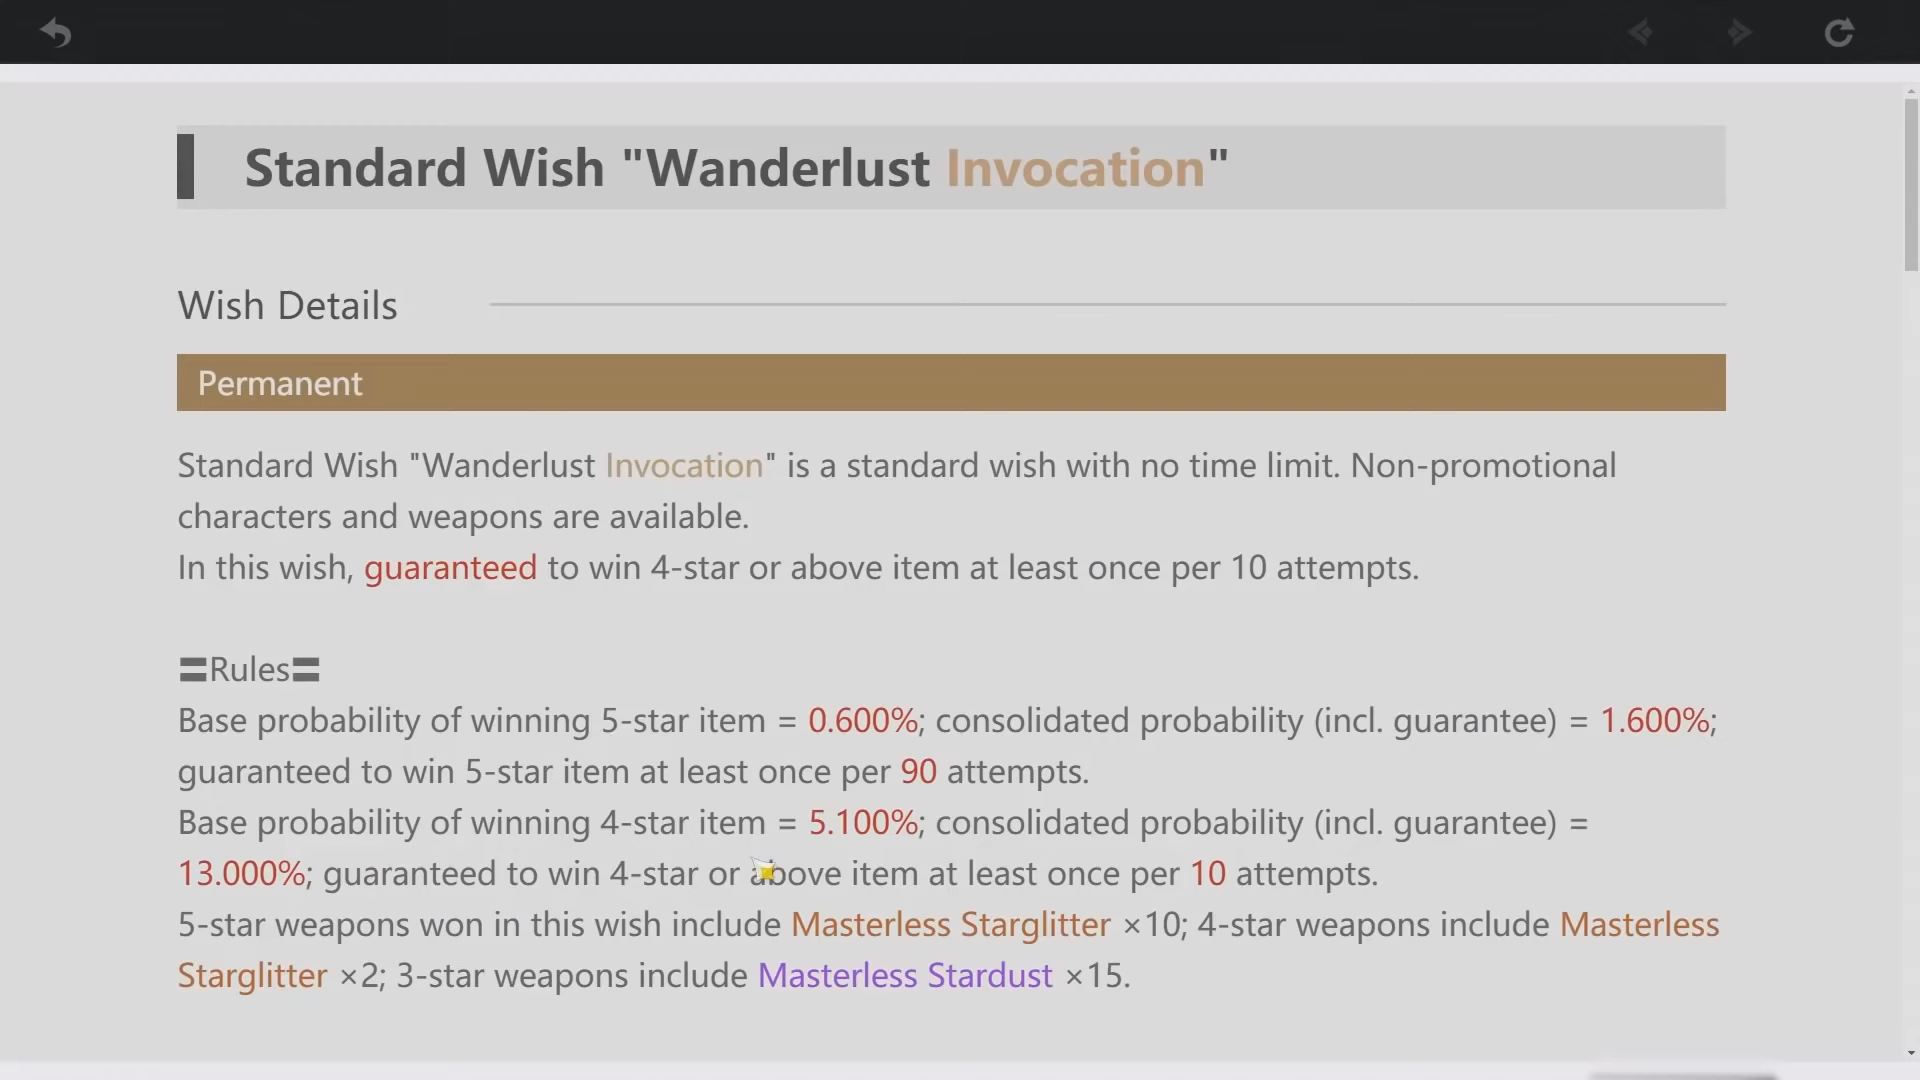 Standard Wish "Wanderlust Invocation"
Wish Details
Permanent
Standard Wish "Wanderlust Invocation" is a standard wish with no time limit. Non-promotional
characters and weapons are available.
In this wish, guaranteed to win 4-star or above item at least once per 10 attempts.
〓Rules〓
Base probability of winning 5-star item = 0.600%; consolidated probability (incl. guarantee) = 1.600%;
guaranteed to win 5-star item at least once per 90 attempts.
Base probability of winning 4-star item = 5.100%; consolidated probability (incl. guarantee) =
13.000%; guaranteed to win 4-star or above item at least once per 10 attempts.
5-star weapons won in this wish include Masterless Starglitter ×10; 4-star weapons include Masterless
Starglitter ×2; 3-star weapons include Masterless Stardust ×15.